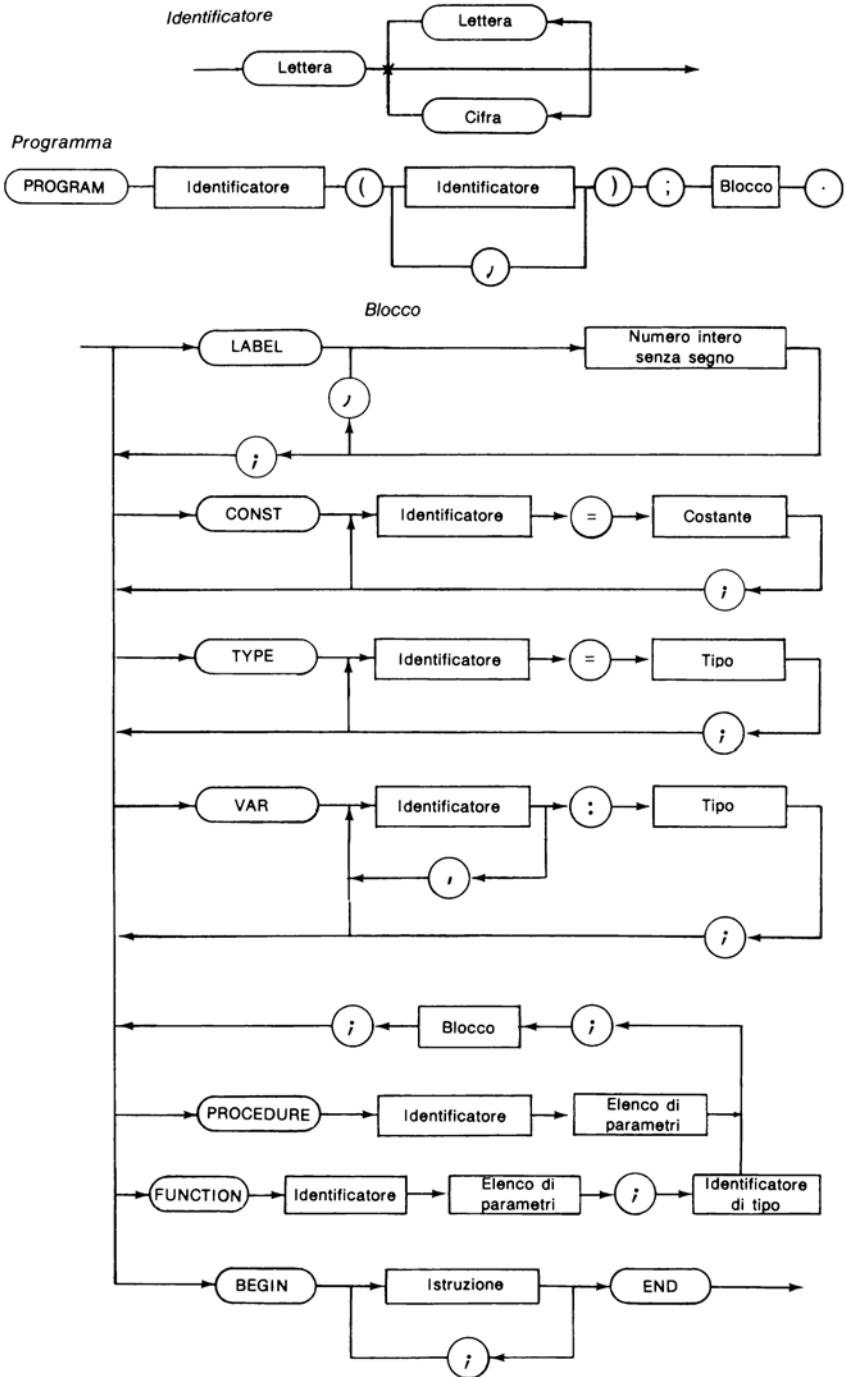 Identificatore
Lettera
Lettera
Cifra
Programma
PROGRAM Identificatore ( Identificatore ) ; Blocco .
,
Blocco
LABEL Numero intero
senza segno
,
;
CONST Identificatore = Costante
;
TYPE Identificatore = Tipo
;
VAR Identificatore : Tipo
,
;
; Blocco ;
PROCEDURE Identificatore Elenco di
parametri
FUNCTION Identificatore Elenco di
parametri ; Identificatore
di tipo
BEGIN Istruzione END
;